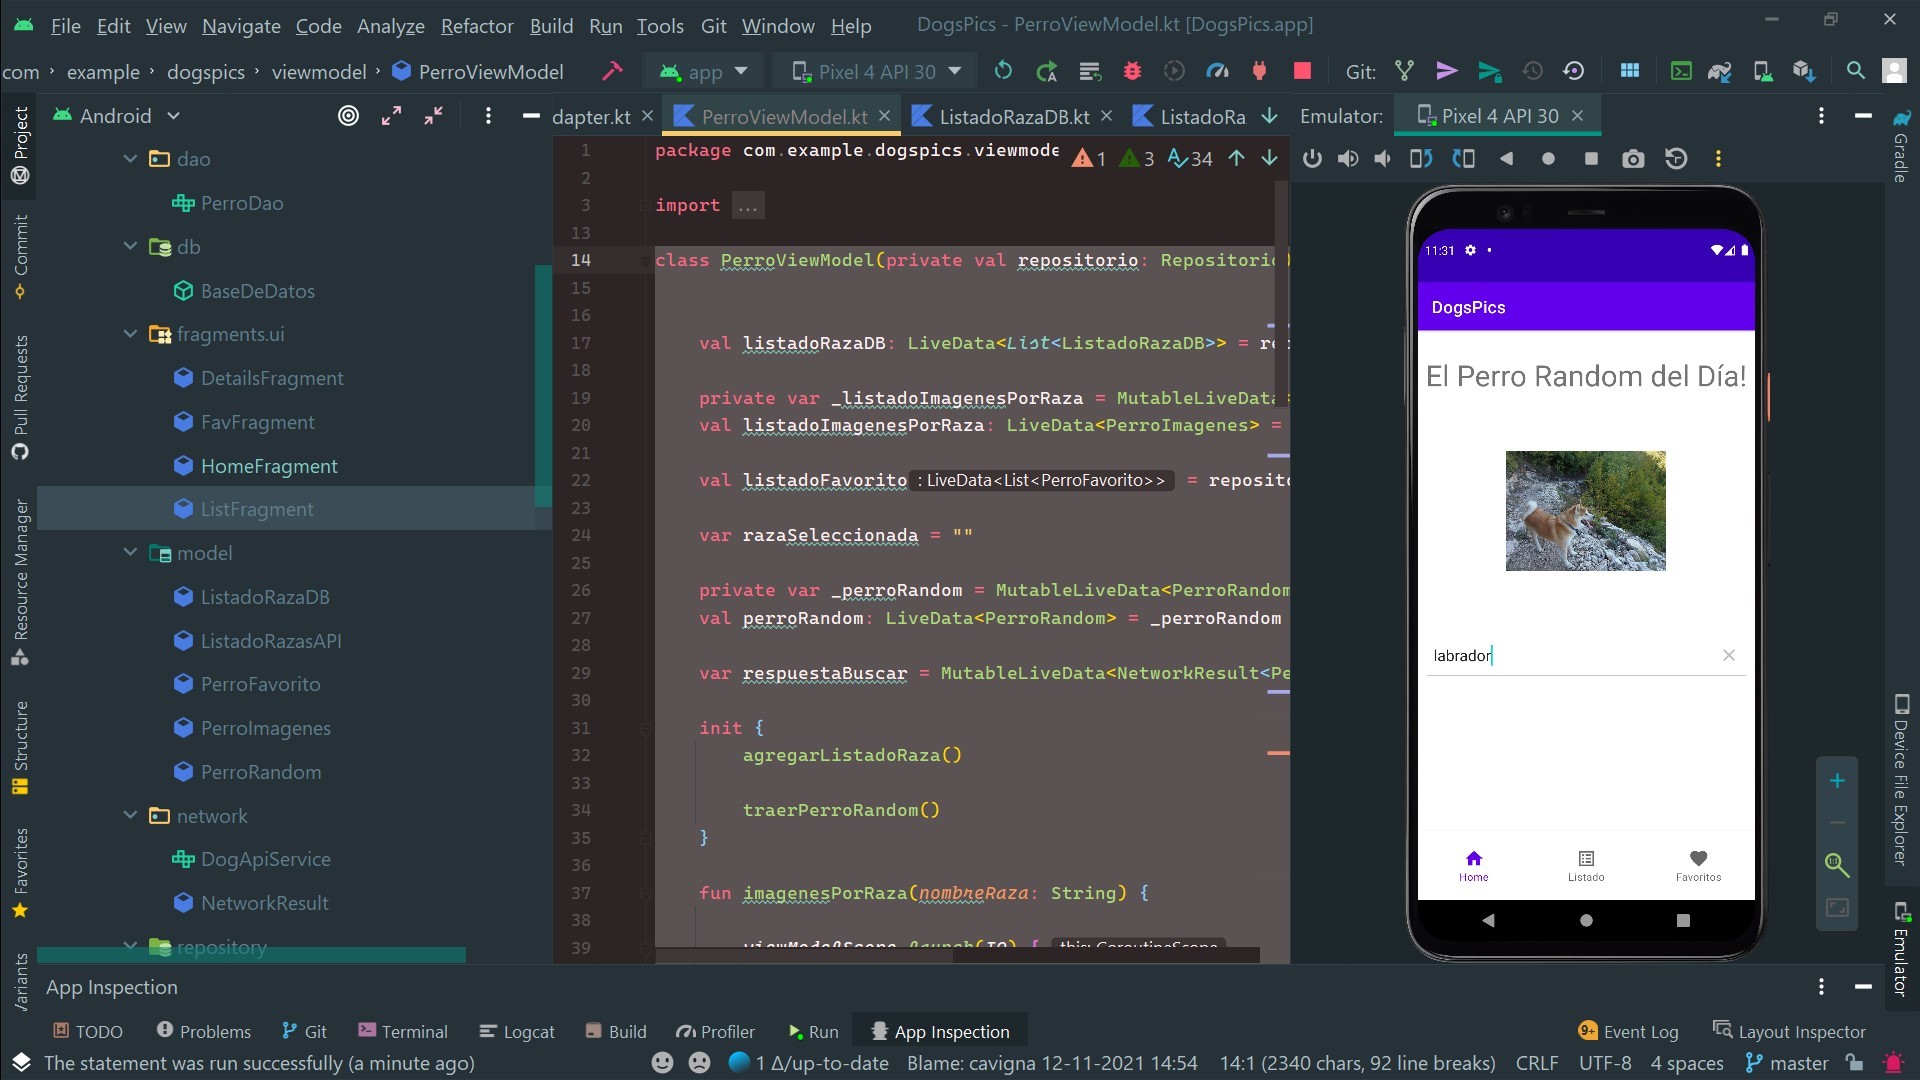 File Edit View Navigate Code Analyze Refactor Build Run Tools Git Window Help DogsPics - PerroViewModel.kt [DogsPics.app]
com › example › dogspics › viewmodel › PerroViewModel app Pixel 4 API 30 Git:
Android
dapter.kt PerroViewModel.kt ListadoRazaDB.kt ListadoRa
Emulator: Pixel 4 API 30
Project
Commit
Pull Requests
Resource Manager
Structure
Favorites
dao
PerroDao
db
BaseDeDatos
fragments.ui
DetailsFragment
FavFragment
HomeFragment
ListFragment
model
ListadoRazaDB
ListadoRazasAPI
PerroFavorito
PerroImagenes
PerroRandom
network
DogApiService
NetworkResult
repository
1 3 34
1 package com.example.dogspics.viewmode
2
3 import ...
13
14 class PerroViewModel(private val repositorio: Repositorio
15
16
17 val listadoRazaDB: LiveData<List<ListadoRazaDB>> = re
18
19 private var _listadoImagenesPorRaza = MutableLiveData
20 val listadoImagenesPorRaza: LiveData<PerroImagenes> =
21
22 val listadoFavorito : LiveData<List<PerroFavorito>> = reposito
23
24 var razaSeleccionada = ""
25
26 private var _perroRandom = MutableLiveData<PerroRandom
27 val perroRandom: LiveData<PerroRandom> = _perroRandom
28
29 var respuestaBuscar = MutableLiveData<NetworkResult<Pe
30
31 init {
32 agregarListadoRaza()
33
34 traerPerroRandom()
35 }
36
37 fun imagenesPorRaza(nombreRaza: String) {
38
39 viewModelScope.launch(IO) { this: CoroutineScope
11:31
DogsPics
El Perro Random del Día!
labrador
Home Listado Favoritos
1:1
Gradle
Device File Explorer
Emulator
App Inspection
TODO Problems Git Terminal Logcat Build Profiler Run App Inspection 9+ Event Log Layout Inspector
The statement was run successfully (a minute ago) 1 Δ/up-to-date Blame: cavigna 12-11-2021 14:54 14:1 (2340 chars, 92 line breaks) CRLF UTF-8 4 spaces master